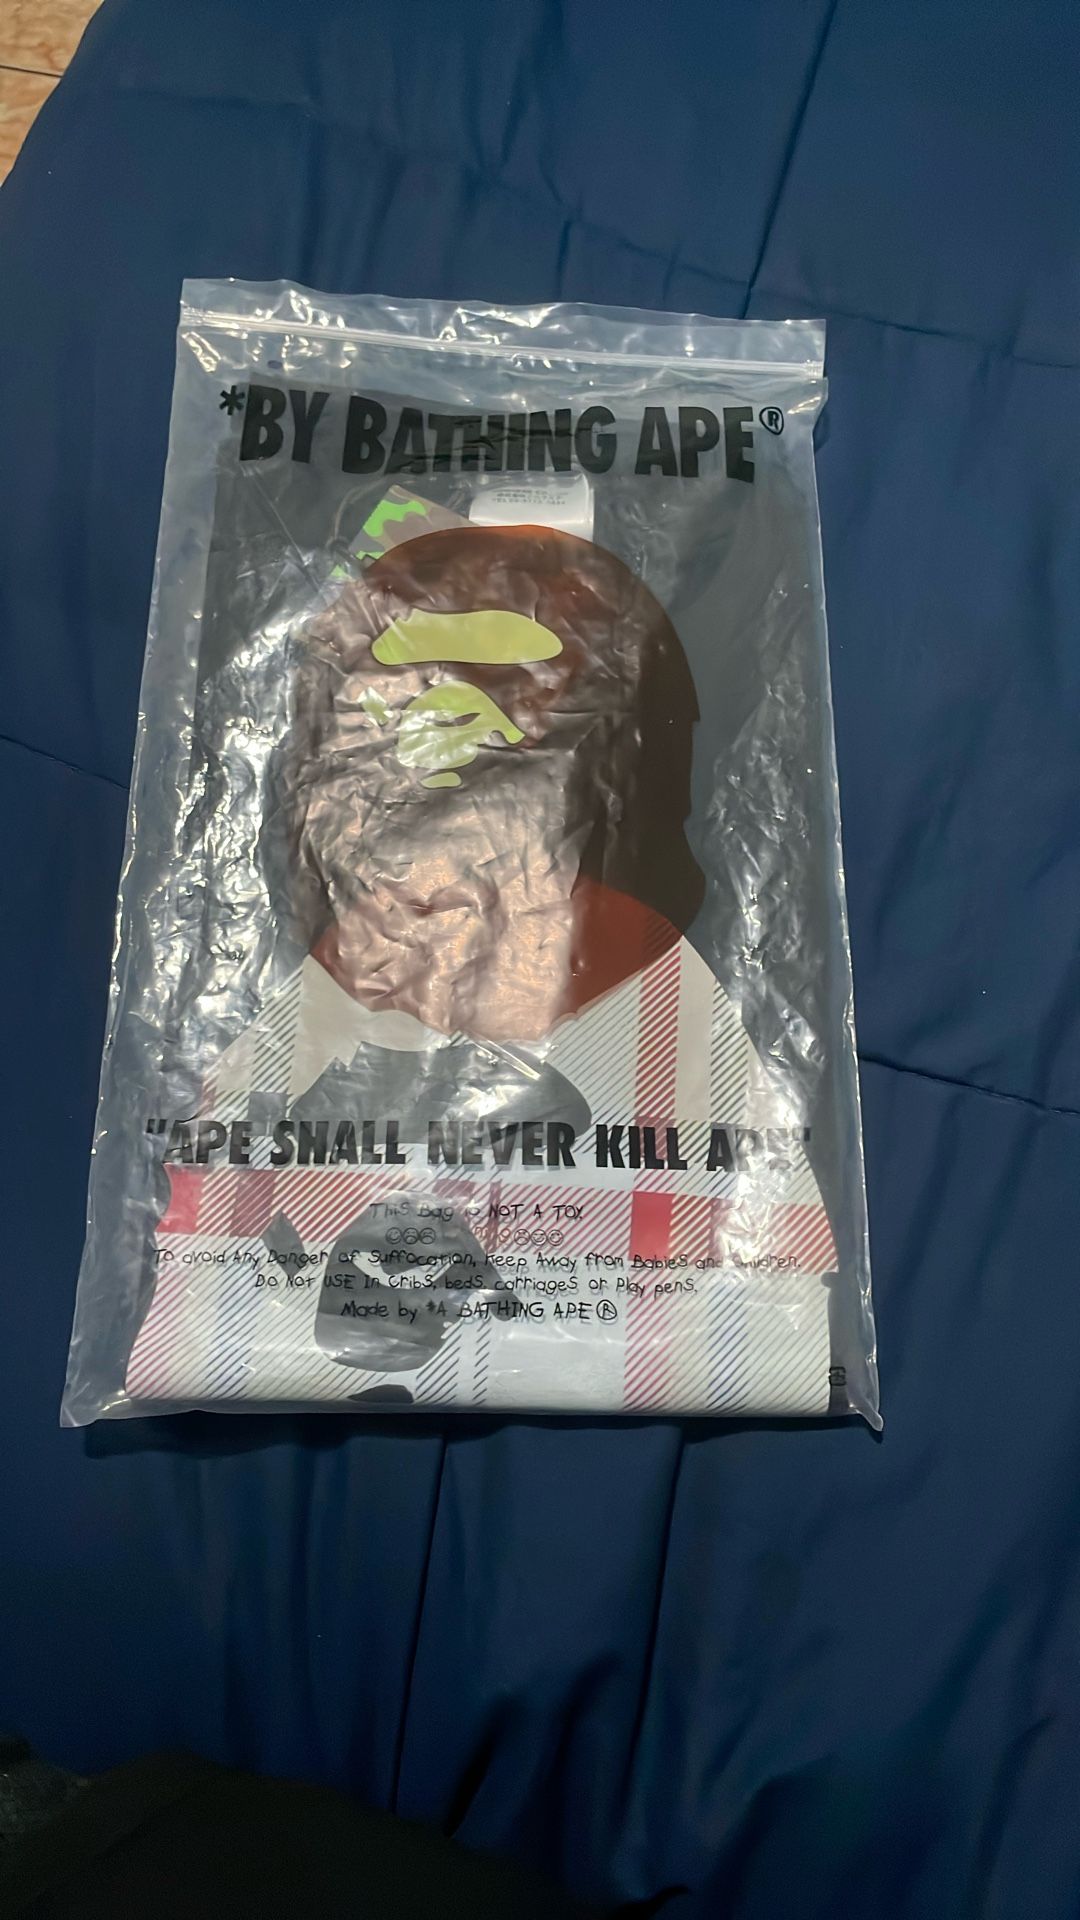 *BY BATHING APE®
"APE SHALL NEVER KILL APE"
This Bag is NOT A TOY.
To avoid Any Danger of Suffocation, Keep Away from Babies and children.
Do Not USE In Cribs, beds, carriages or Play pens.
Made by *A BATHING APE®